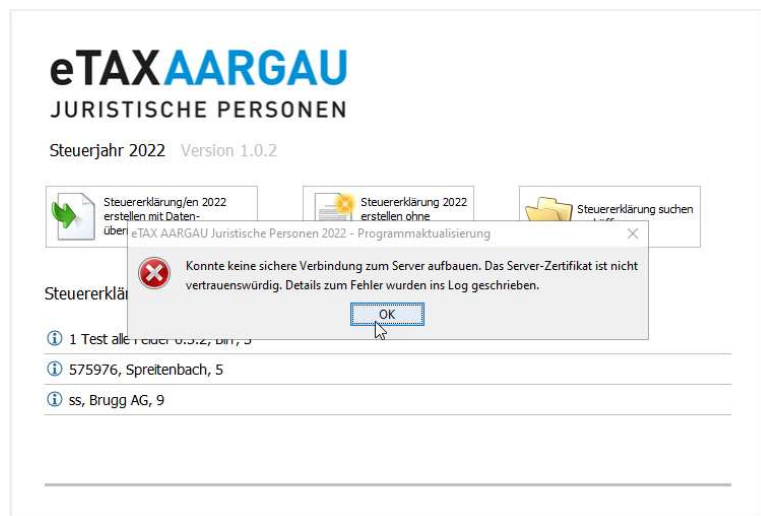 eTAXAARGAU
JURISTISCHE PERSONEN
Steuerjahr 2022 Version 1.0.2
Steuererklärung/en 2022
erstellen mit Daten-
über
Steuererklärung 2022
erstellen ohne
Steuererklärung suchen
eTAX AARGAU Juristische Personen 2022 - Programmaktualisierung
Konnte keine sichere Verbindung zum Server aufbauen. Das Server-Zertifikat ist nicht
vertrauenswürdig. Details zum Fehler wurden ins Log geschrieben.
OK
Steuererklär
1 Test alle
575976, Spreitenbach, 5
ss, Brugg AG, 9